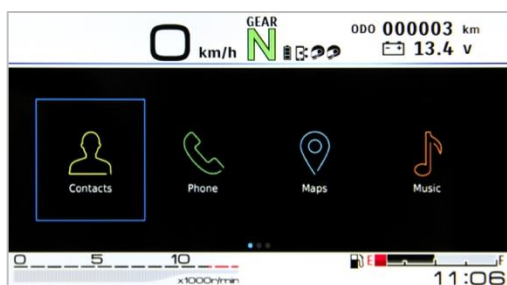 GEAR
0 km/h N
ODO 000003 km
13.4 v
Contacts Phone Maps Music
0 5 10
x1000r/min
E F
11:06